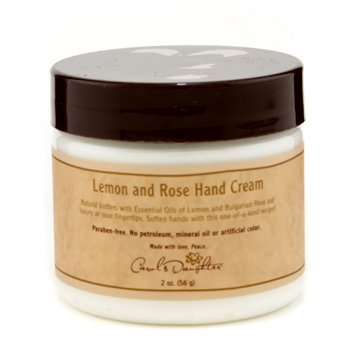 Lemon and Rose Hand Cream
Natural butters with Essential Oils of Lemon and Bulgarian Rose put
luxury at your fingertips. Soften hands with this one-of-a-kind recipe!
Paraben-free. No petroleum, mineral oil or artificial color.
Made with love. Peace.
Carol's Daughter
2 oz. (56 g)